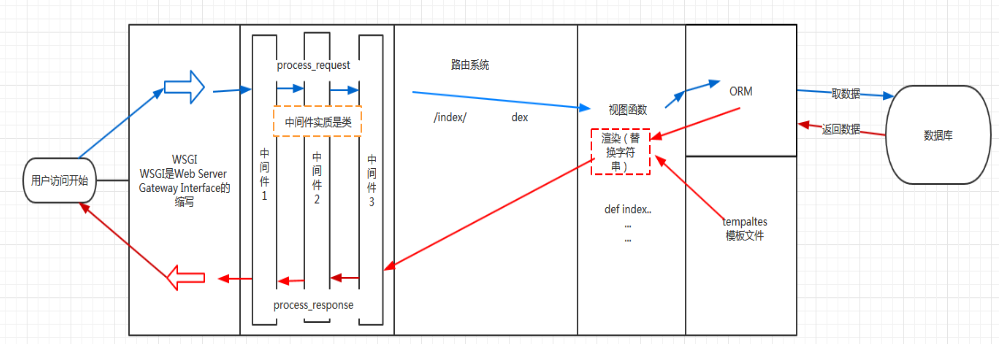 用户访问开始
WSGI
WSGI是Web Server
Gateway Interface的
缩写
process_request
中间件实质是类
中间件1
中间件2
中间件3
process_response
路由系统
/index/ dex
视图函数
渲染（替
换字符
串）
def index..
...
...
ORM
tempaltes
模板文件
取数据
返回数据
数据库